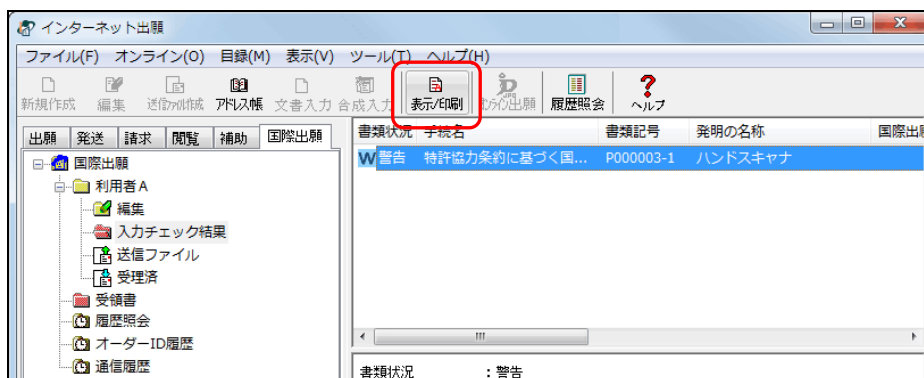 インターネット出願
ファイル(F) オンライン(O) 目録(M) 表示(V) ツール(T) ヘルプ(H)
新規作成 編集 送信ファイル作成 アドレス帳 文書入力 合成入力 表示/印刷 オンライン出願 履歴照会 ヘルプ
出願 発送 請求 閲覧 補助 国際出願
書類状況 手続名 書類記号 発明の名称 国際出願
W警告 特許協力条約に基づく国... P000003-1 ハンドスキャナ
国際出願
利用者A
編集
入力チェック結果
送信ファイル
受理済
受領書
履歴照会
オーダーID履歴
通信履歴
書類状況 : 警告